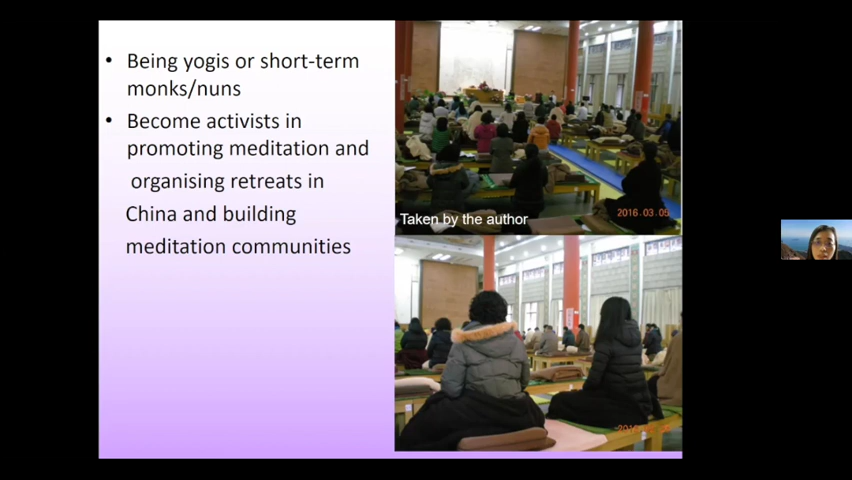 • Being yogis or short-term
monks/nuns
• Become activists in
promoting meditation and
organising retreats in
China and building
meditation communities
2016.03.05
Taken by the author